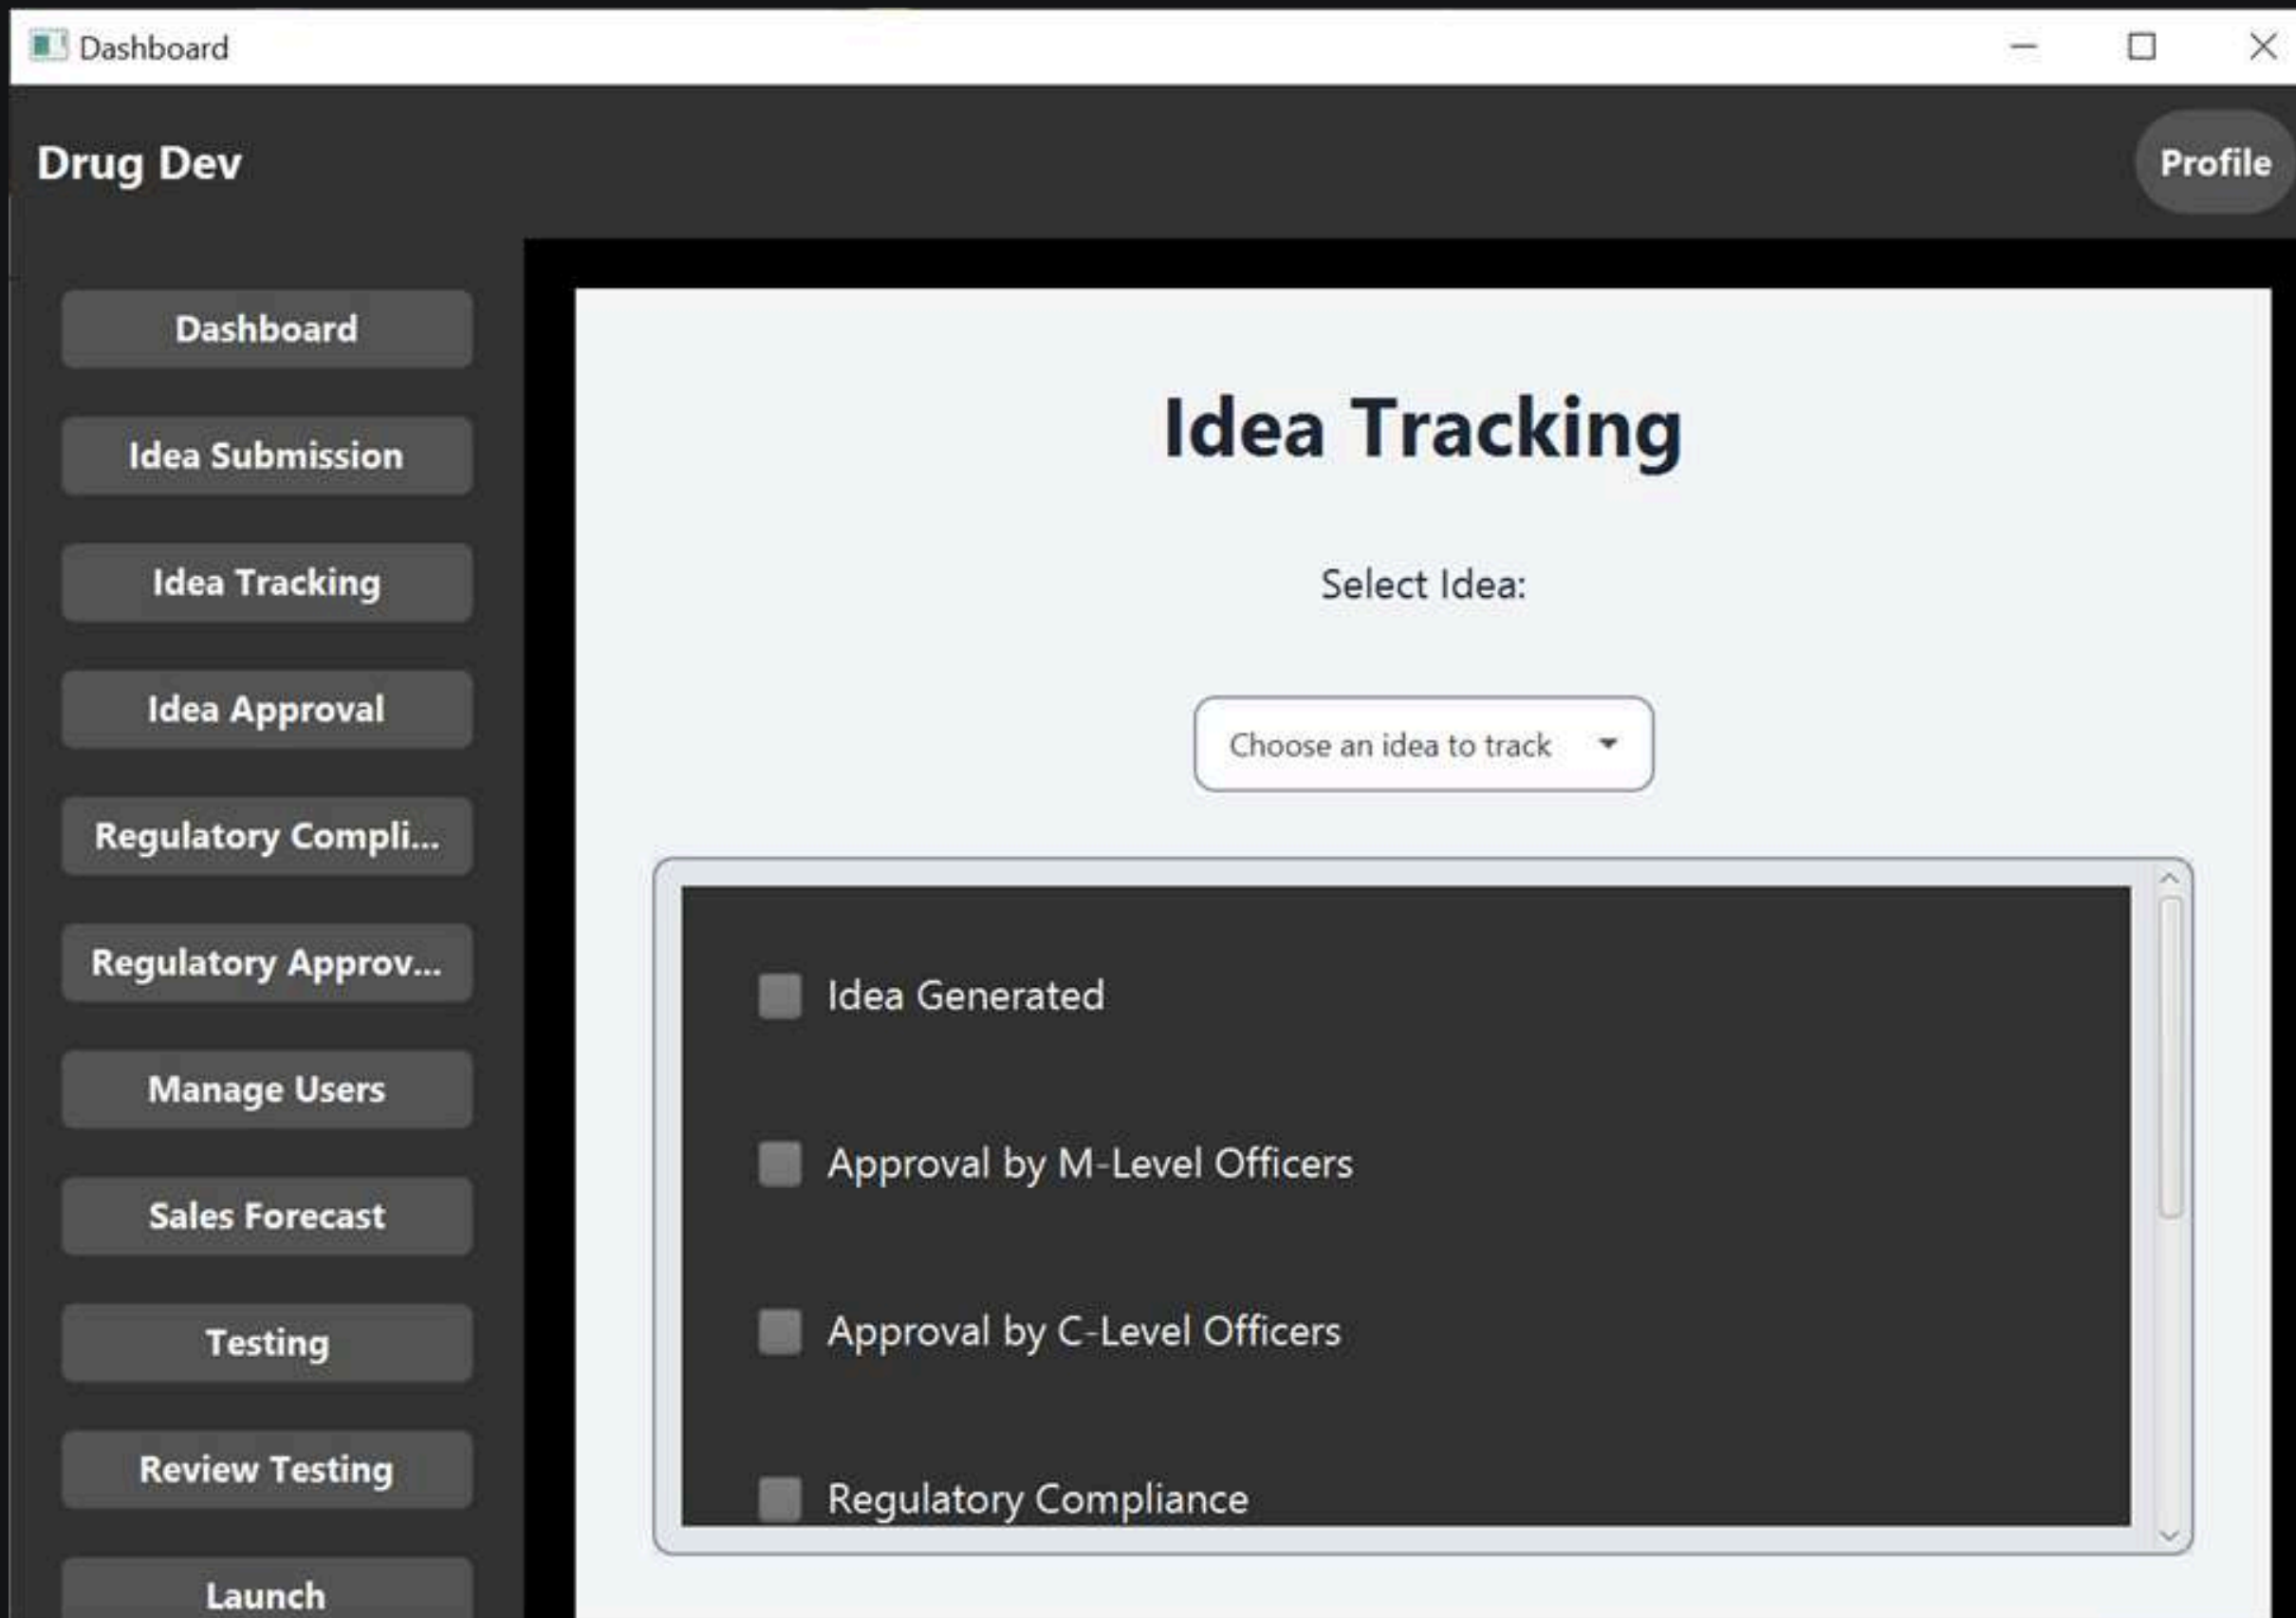 Dashboard
Drug Dev
Profile
Dashboard
Idea Submission
Idea Tracking
Idea Approval
Regulatory Compli...
Regulatory Approv...
Manage Users
Sales Forecast
Testing
Review Testing
Launch
Idea Tracking
Select Idea:
Choose an idea to track
Idea Generated
Approval by M-Level Officers
Approval by C-Level Officers
Regulatory Compliance